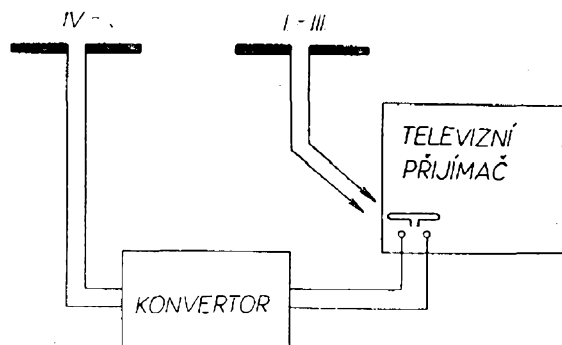 IV -
I - III
TELEVIZNÍ
PŘIJÍMAČ
KONVERTOR